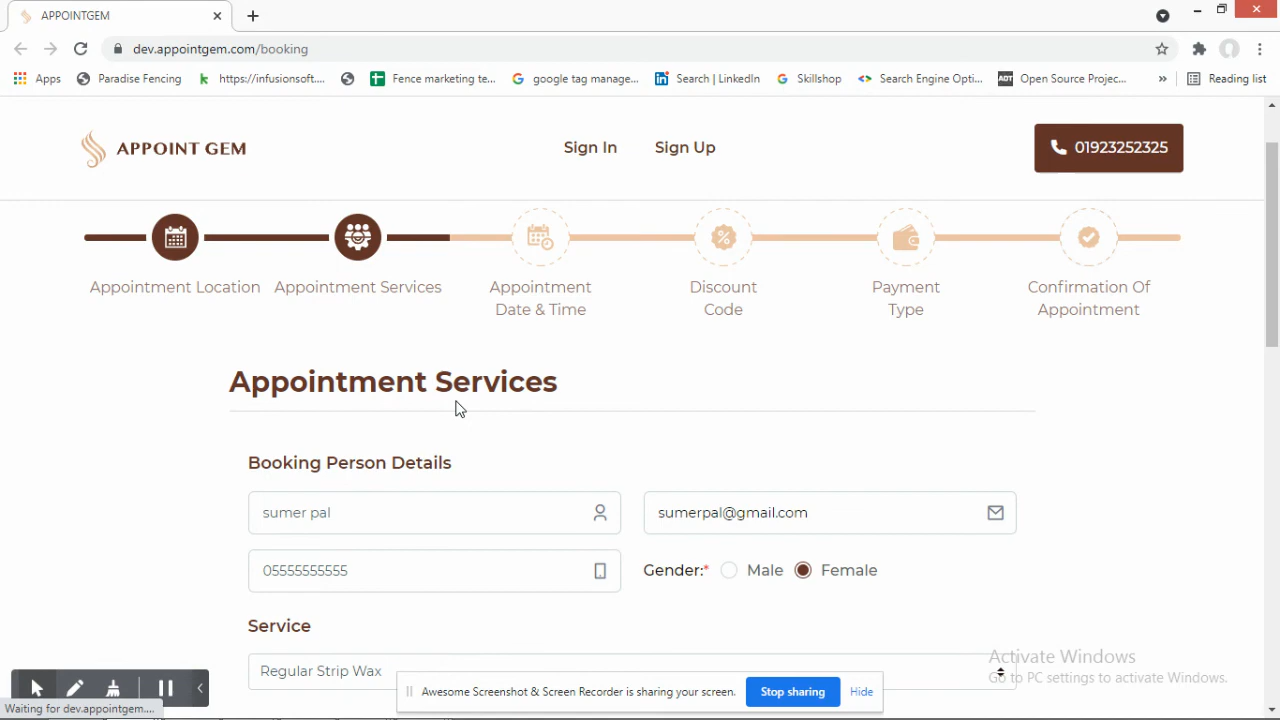 APPOINTGEM
dev.appointgem.com/booking
Apps Paradise Fencing https://infusionsoft.... Fence marketing te... google tag manage... Search | LinkedIn Skillshop Search Engine Opti... AOT Open Source Projec... » Reading list
APPOINT GEM Sign In Sign Up 01923252325
Appointment Location Appointment Services Appointment Date & Time Discount Code Payment Type Confirmation Of Appointment
Appointment Services
Booking Person Details
sumer pal sumerpal@gmail.com
05555555555 Gender:* Male Female
Service
Regular Strip Wax
Activate Windows
Go to PC settings to activate Windows.
Awesome Screenshot & Screen Recorder is sharing your screen. Stop sharing Hide
Waiting for dev.appointgem....